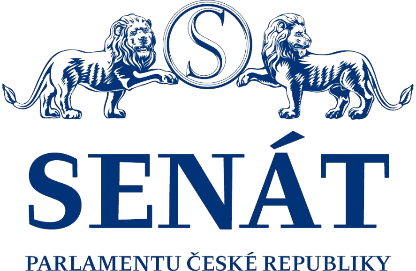 S
SENÁT
PARLAMENTU ČESKÉ REPUBLIKY